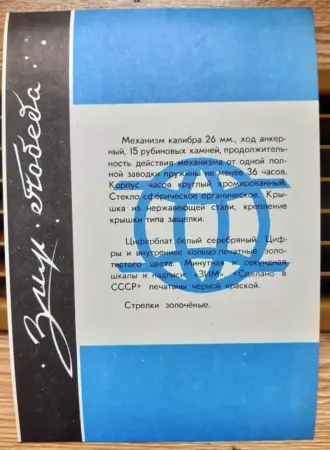 Зим · Победа
Механизм калибра 26 мм., ход анкер-
ный, 15 рубиновых камней, продолжитель-
ность действия механизма от одной пол-
ной заводки пружины не менее 36 часов.
Корпус часов круглый хромированный.
Стекло сферическое органическое. Крыш-
ка из нержавеющей стали, крепление
крышки типа защелки.
Циферблат белый серебряный. Циф-
ры и внутреннее кольцо печатные золо-
тистого цвета. Минутная и секундная
шкалы и надписи «ЗИМ» «Сделано в
СССР» печатаны черной краской.
Стрелки золочёные.